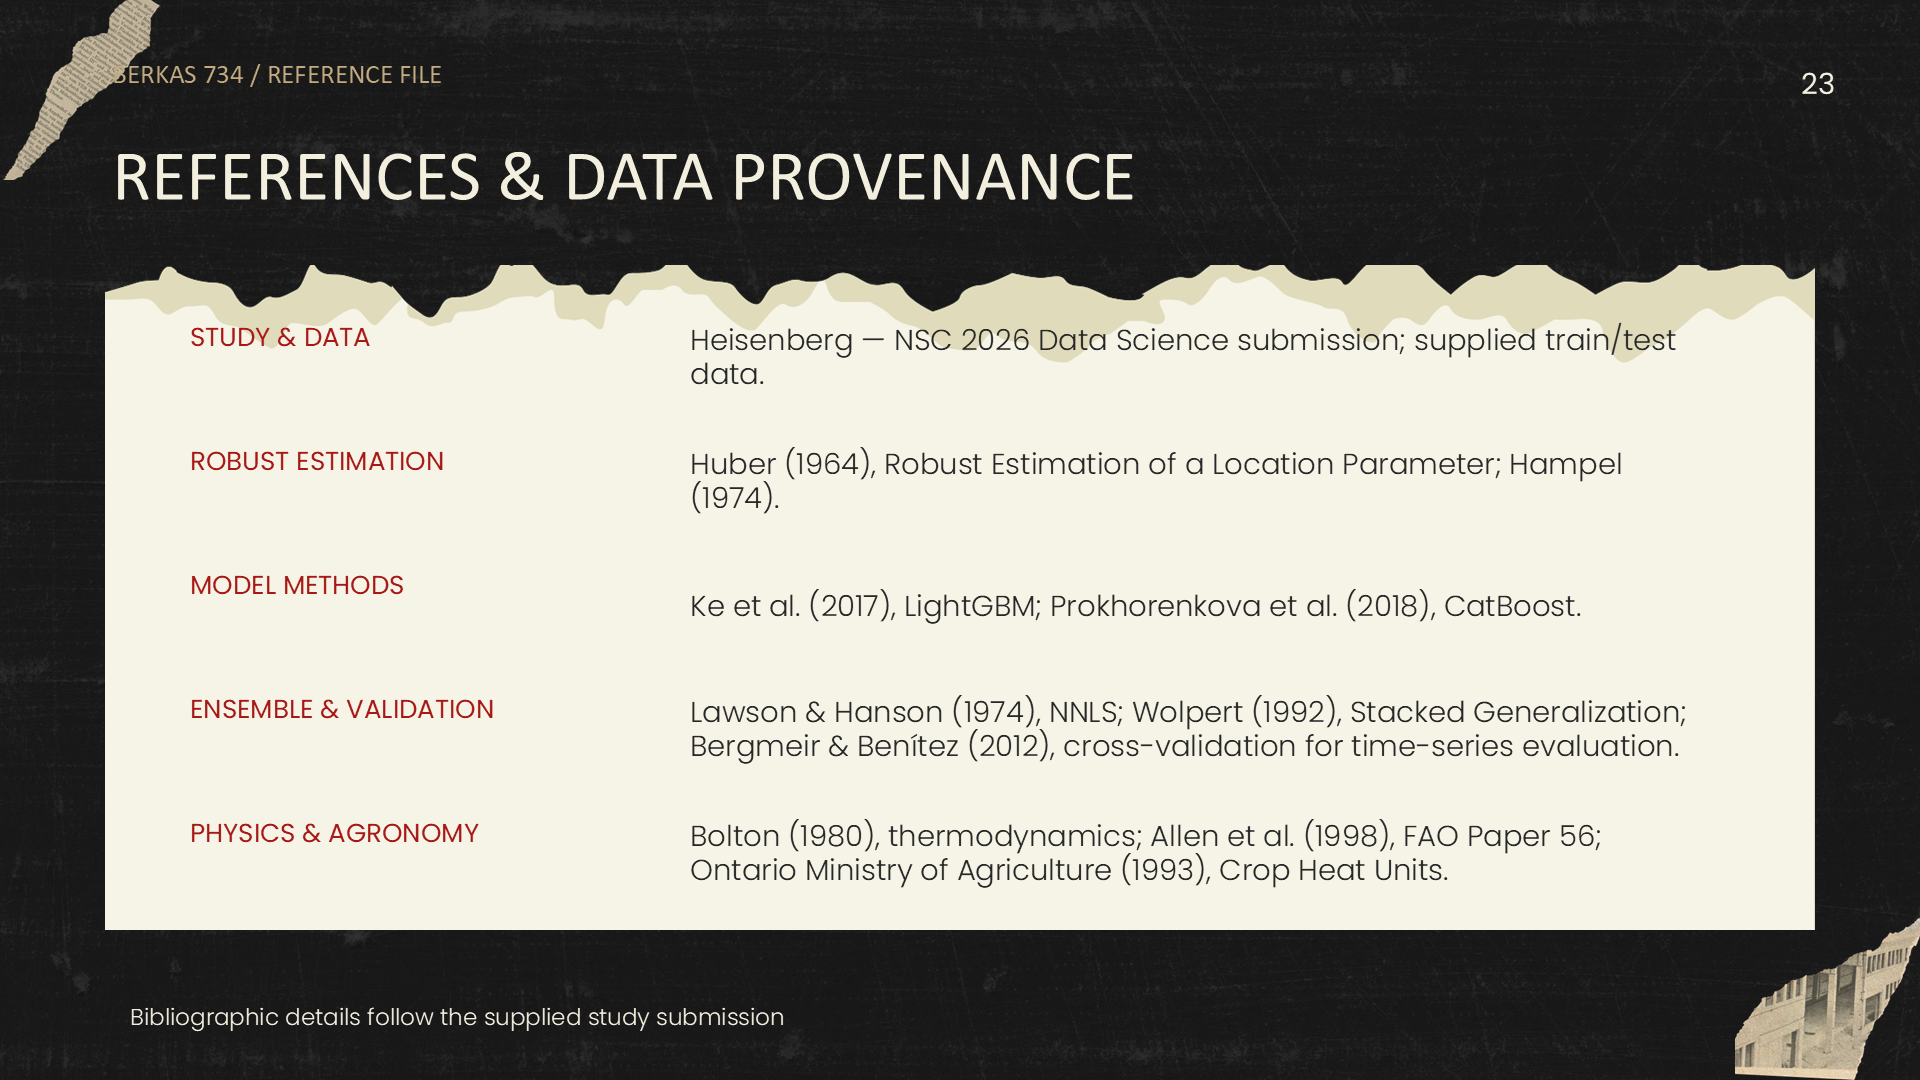 BERKAS 734 / REFERENCE FILE
23
REFERENCES & DATA PROVENANCE
STUDY & DATA
Heisenberg — NSC 2026 Data Science submission; supplied train/test
data.
ROBUST ESTIMATION
Huber (1964), Robust Estimation of a Location Parameter; Hampel
(1974).
MODEL METHODS
Ke et al. (2017), LightGBM; Prokhorenkova et al. (2018), CatBoost.
ENSEMBLE & VALIDATION
Lawson & Hanson (1974), NNLS; Wolpert (1992), Stacked Generalization;
Bergmeir & Benítez (2012), cross-validation for time-series evaluation.
PHYSICS & AGRONOMY
Bolton (1980), thermodynamics; Allen et al. (1998), FAO Paper 56;
Ontario Ministry of Agriculture (1993), Crop Heat Units.
Bibliographic details follow the supplied study submission